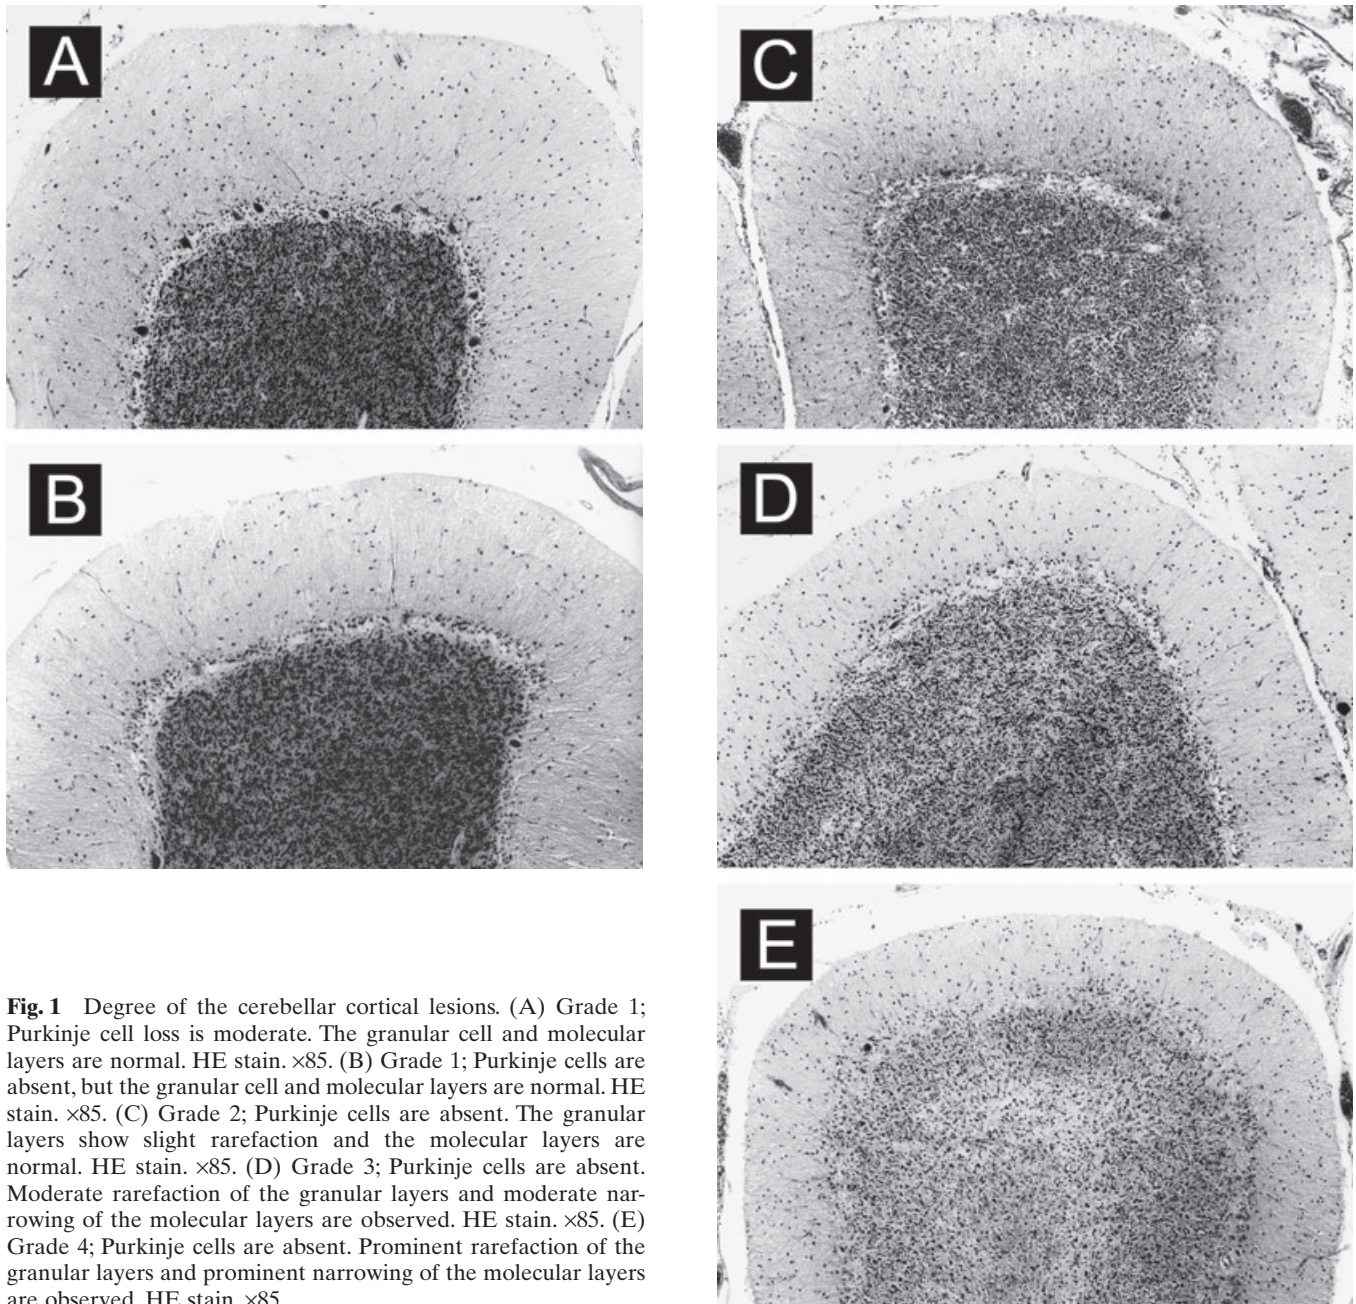 A
C
B
D
E
Fig. 1 Degree of the cerebellar cortical lesions. (A) Grade 1;
Purkinje cell loss is moderate. The granular cell and molecular
layers are normal. HE stain. ×85. (B) Grade 1; Purkinje cells are
absent, but the granular cell and molecular layers are normal. HE
stain. ×85. (C) Grade 2; Purkinje cells are absent. The granular
layers show slight rarefaction and the molecular layers are
normal. HE stain. ×85. (D) Grade 3; Purkinje cells are absent.
Moderate rarefaction of the granular layers and moderate nar-
rowing of the molecular layers are observed. HE stain. ×85. (E)
Grade 4; Purkinje cells are absent. Prominent rarefaction of the
granular layers and prominent narrowing of the molecular layers
are observed. HE stain. ×85.